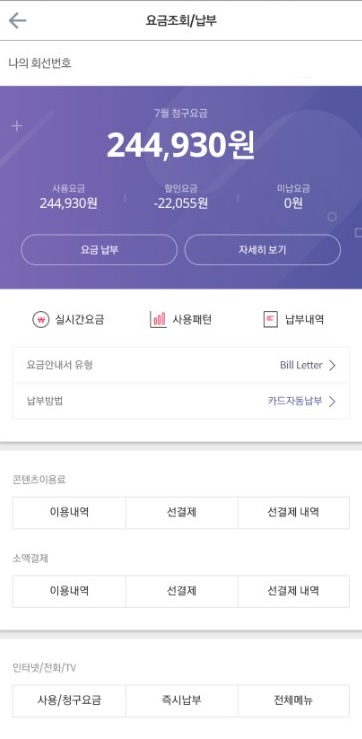 요금조회/납부
나의 회선번호
7월 청구요금
244,930원
사용요금 할인요금 미납요금
244,930원 -22,055원 0원
요금 납부 자세히 보기
실시간요금 사용패턴 납부내역
요금안내서 유형 Bill Letter
납부방법 카드자동납부
콘텐츠이용료
이용내역 선결제 선결제 내역
소액결제
이용내역 선결제 선결제 내역
인터넷/전화/TV
사용/청구요금 즉시납부 전체메뉴